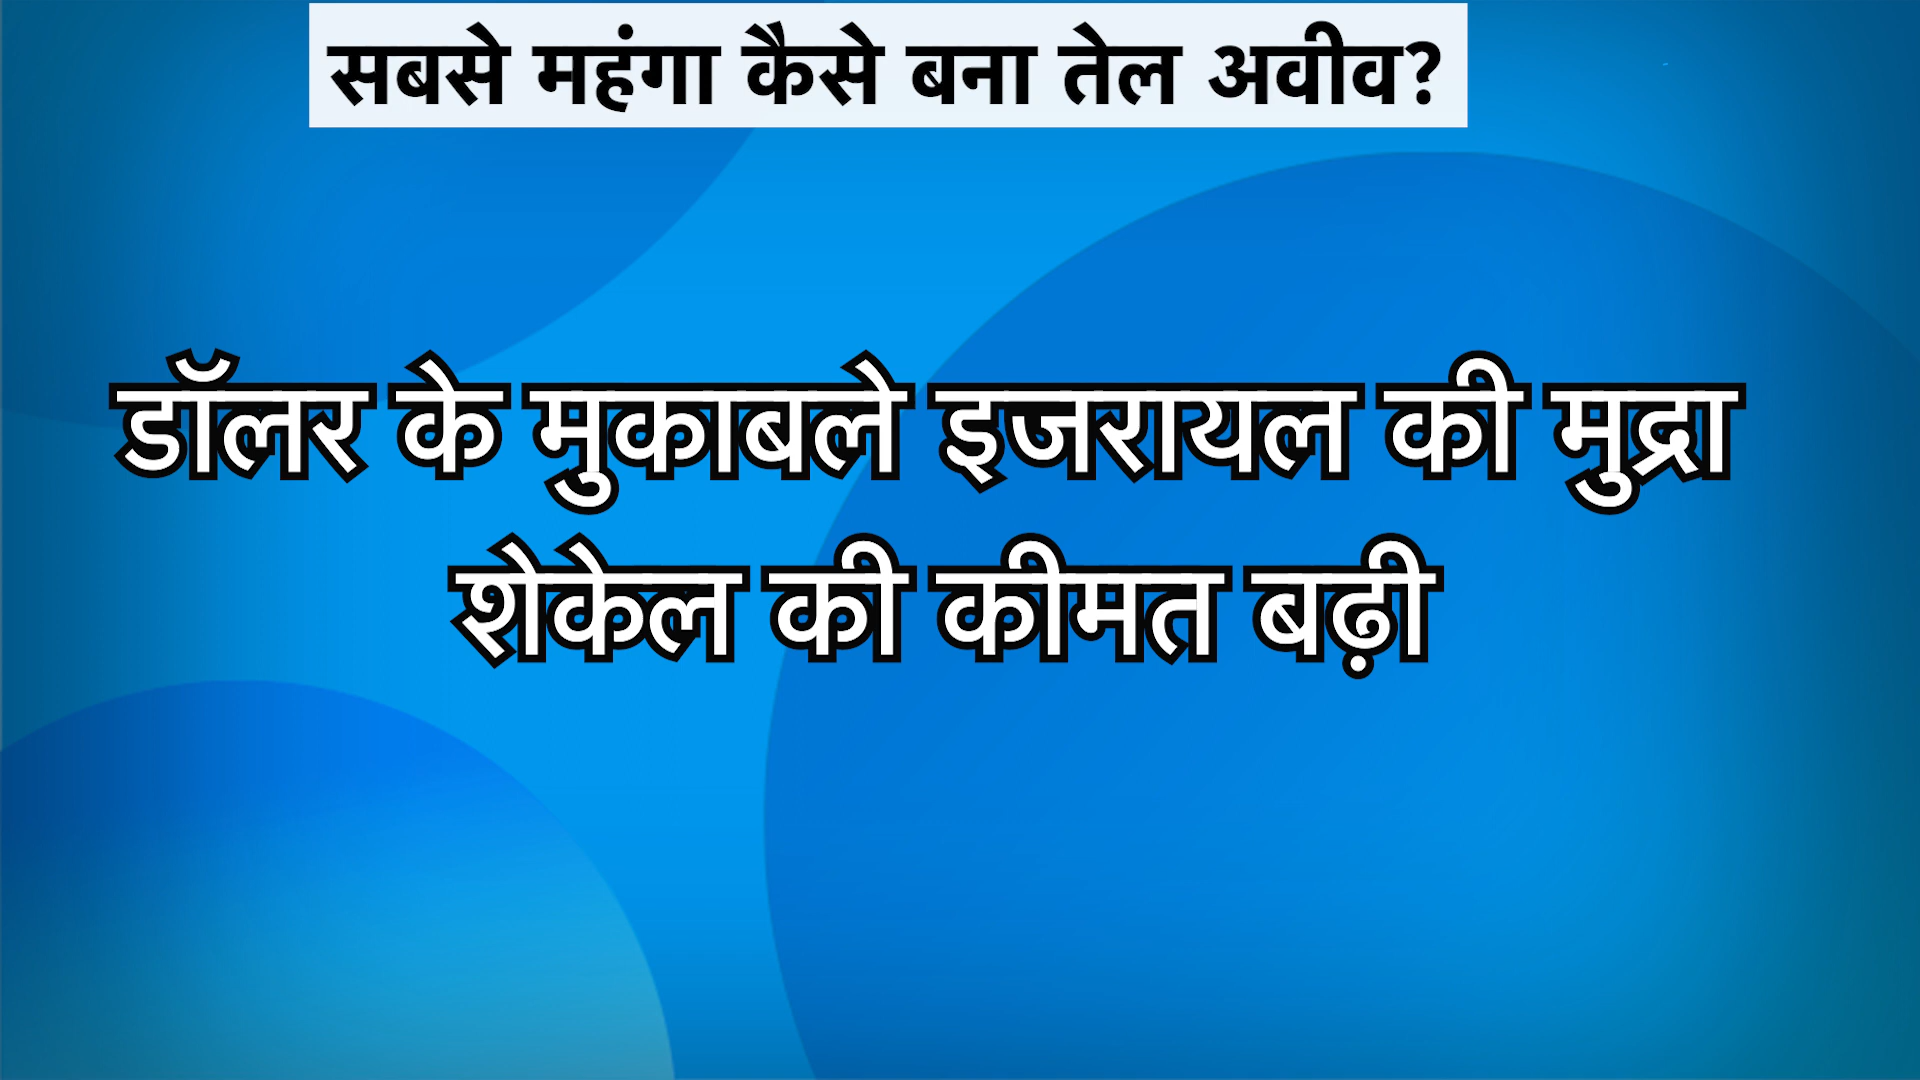 सबसे महंगा कैसे बना तेल अवीव?
डॉलर के मुकाबले इजरायल की मुद्रा
शेकेल की कीमत बढ़ी